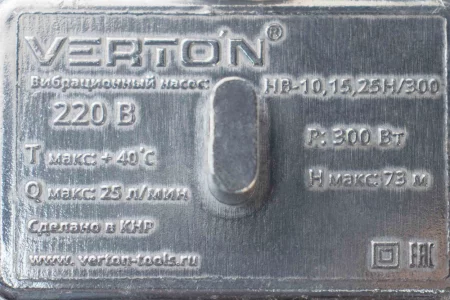 VERTON®
Вибрационный насос: НВ-10,15,25Н/300
220 В
P: 300 Вт
T макс: + 40°C
Q макс: 25 л/мин
H макс: 73 м
Сделано в КНР
www. verton-tools.ru
EAC